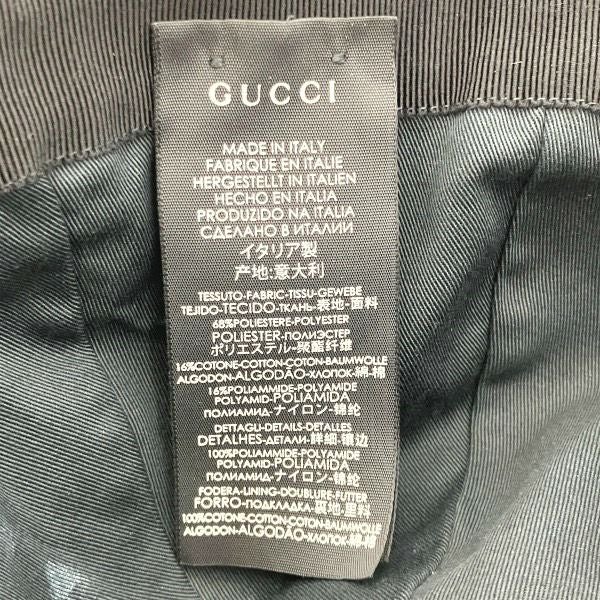 GUCCI
MADE IN ITALY
FABRIQUE EN ITALIE
HERGESTELLT IN ITALIEN
HECHO EN ITALIA
PRODUZIDO NA ITALIA
СДЕЛАНО В ИТАЛИИ
イタリア製
产地:意大利
TESSUTO-FABRIC-TISSU-GEWEBE
TEJIDO-TECIDO-ТКАНЬ-表地-面料
68%POLIESTERE-POLYESTER
POLIESTER-ПОЛИЭСТЕР
ポリエステル-聚酯纤维
16%COTONE-COTTON-COTON-BAUMWOLLE
ALGODON-ALGODÃO-ХЛОПОК-綿-棉
16%POLIAMMIDE-POLYAMIDE
POLYAMID-POLIAMIDA
ПОЛИАМИД-ナイロン-锦纶
DETTAGLI-DETAILS-DETALLES
DETALHES-ДЕТАЛИ-詳細-镶边
100%POLIAMMIDE-POLYAMIDE
POLYAMID-POLIAMIDA
ПОЛИАМИД-ナイロン-锦纶
FODERA-LINING-DOUBLURE-FUTTER
FORRO-ПОДКЛАДКА-裏地-里料
100%COTONE-COTTON-COTON-BAUMWOLLE
ALGODON-ALGODÃO-ХЛОПОК-綿-棉